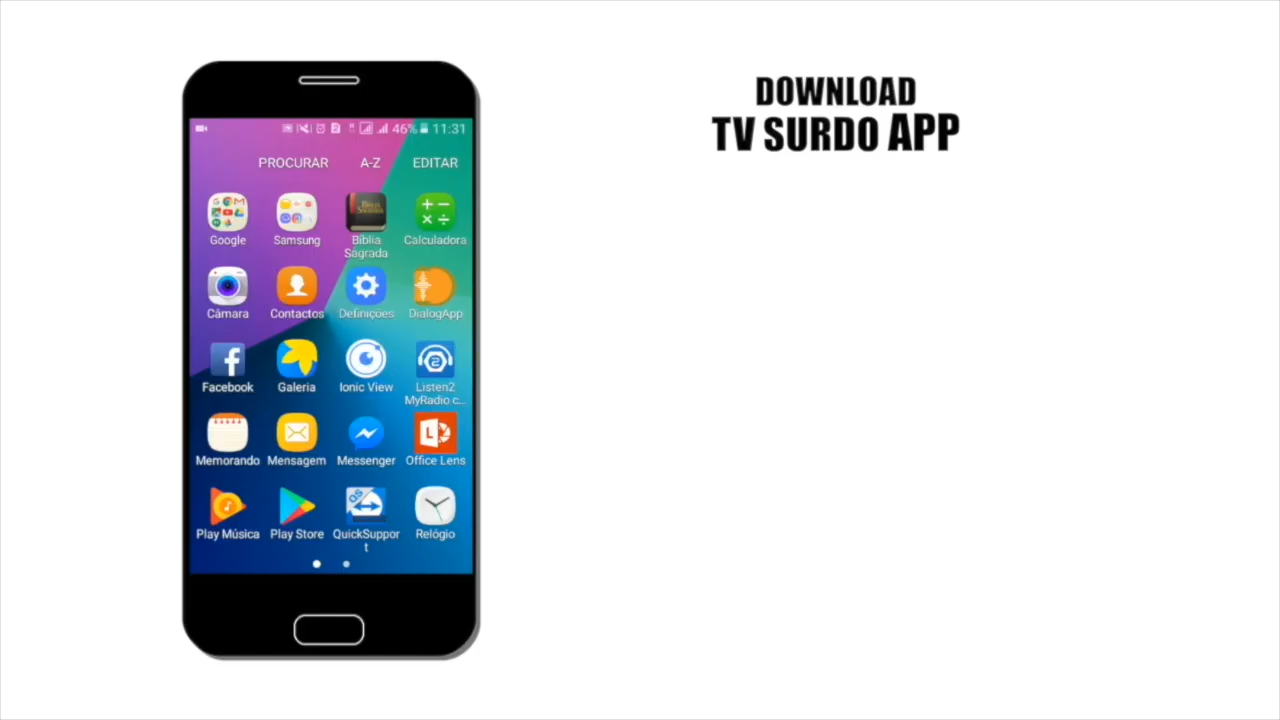 DOWNLOAD
TV SURDO APP
46% 11:31
PROCURAR A-Z EDITAR
Google Samsung Bíblia Sagrada Calculadora
Câmara Contactos Definições DialogApp
Facebook Galeria Ionic View Listen2
MyRadio c...
Memorando Mensagem Messenger Office Lens
Play Música Play Store QuickSuppor
t
Relógio